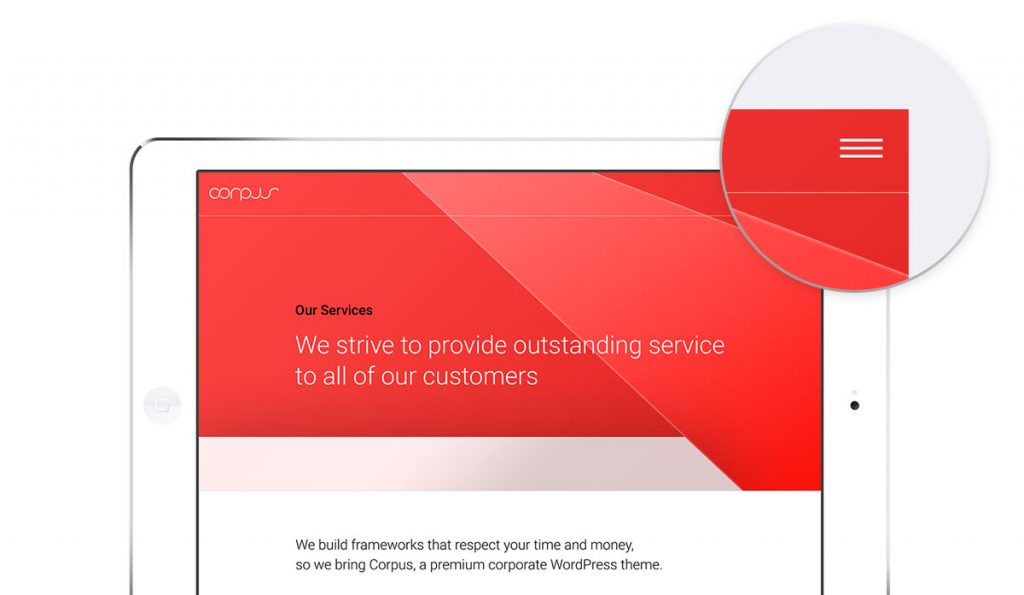 corpus
Our Services
We strive to provide outstanding service
to all of our customers
We build frameworks that respect your time and money,
so we bring Corpus, a premium corporate WordPress theme.